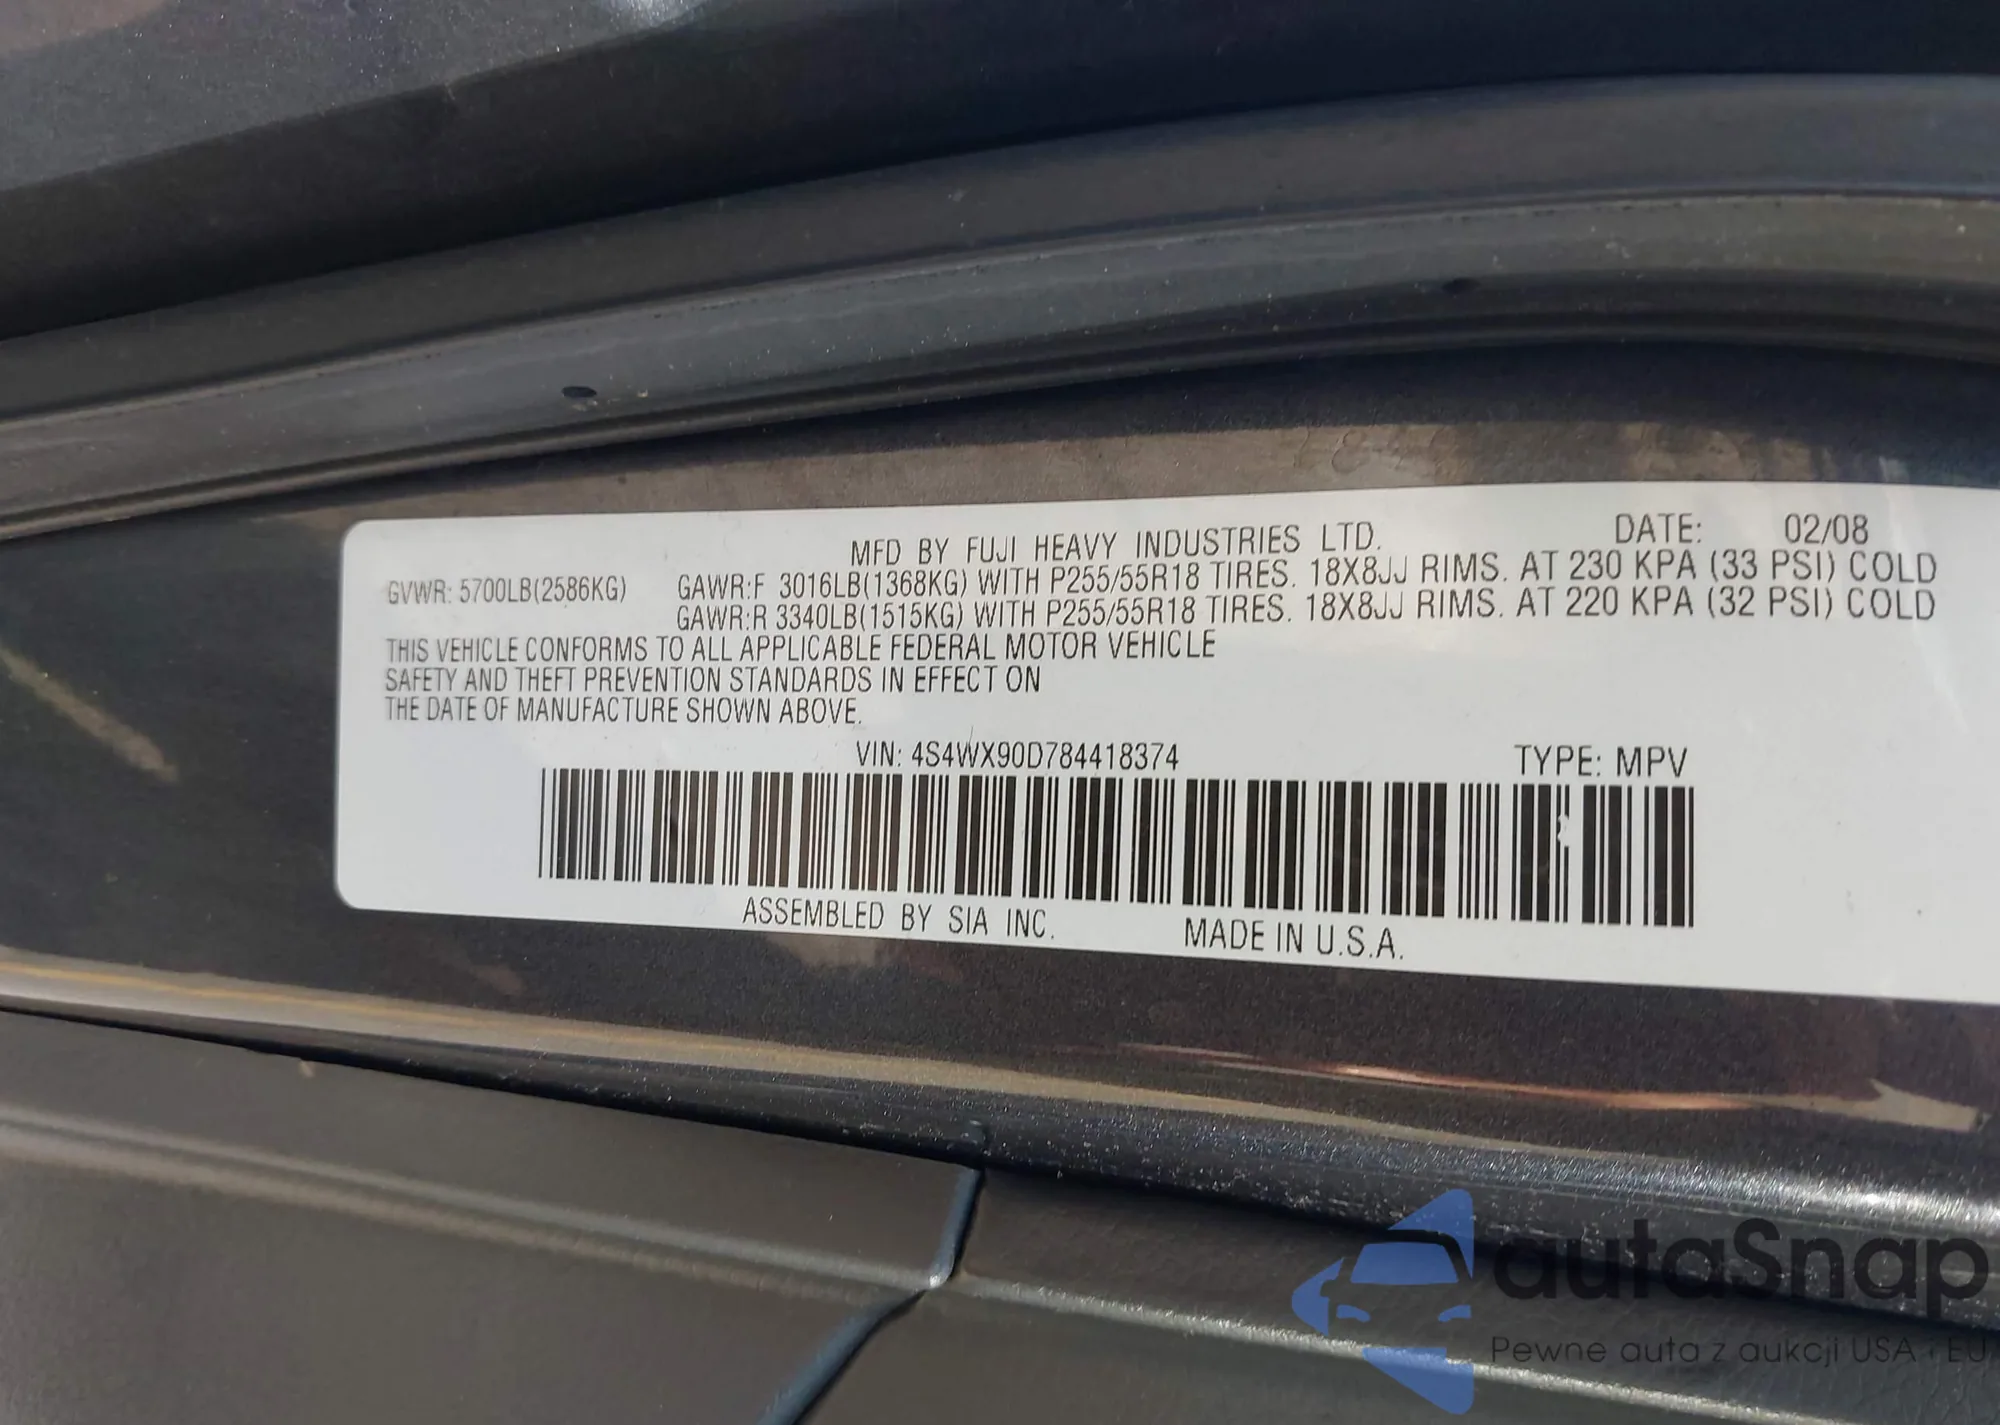 MFD BY FUJI HEAVY INDUSTRIES LTD. DATE: 02/08
GVWR: 5700LB(2586KG) GAWR:F 3016LB(1368KG) WITH P255/55R18 TIRES. 18X8JJ RIMS. AT 230 KPA (33 PSI) COLD
GAWR:R 3340LB(1515KG) WITH P255/55R18 TIRES. 18X8JJ RIMS. AT 220 KPA (32 PSI) COLD
THIS VEHICLE CONFORMS TO ALL APPLICABLE FEDERAL MOTOR VEHICLE
SAFETY AND THEFT PREVENTION STANDARDS IN EFFECT ON
THE DATE OF MANUFACTURE SHOWN ABOVE.
VIN: 4S4WX90D784418374 TYPE: MPV
ASSEMBLED BY SIA INC. MADE IN U.S.A.
autoSnap
Pewne auta z aukcji USA i EU